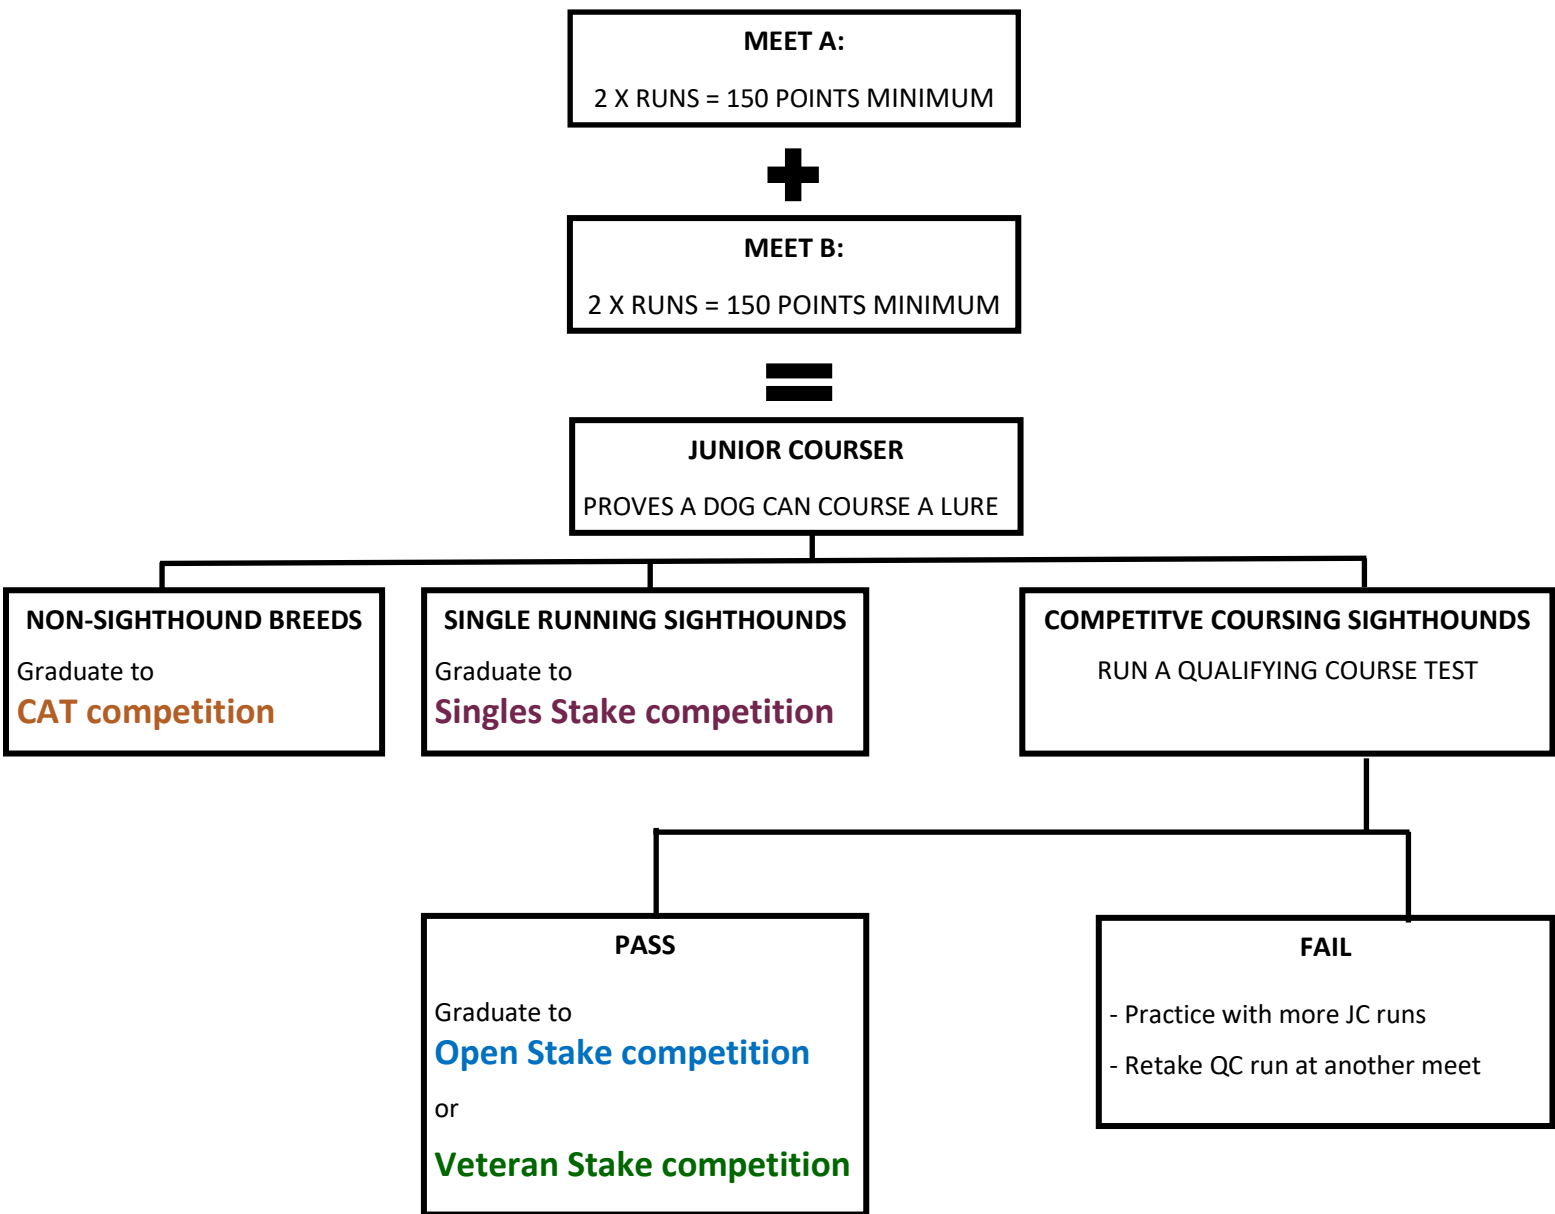 MEET A:
2 X RUNS = 150 POINTS MINIMUM
MEET B:
2 X RUNS = 150 POINTS MINIMUM
JUNIOR COURSER
PROVES A DOG CAN COURSE A LURE
NON-SIGHTHOUND BREEDS
Graduate to
CAT competition
SINGLE RUNNING SIGHTHOUNDS
Graduate to
Singles Stake competition
COMPETITVE COURSING SIGHTHOUNDS
RUN A QUALIFYING COURSE TEST
PASS
Graduate to
Open Stake competition
or
Veteran Stake competition
FAIL
- Practice with more JC runs
- Retake QC run at another meet